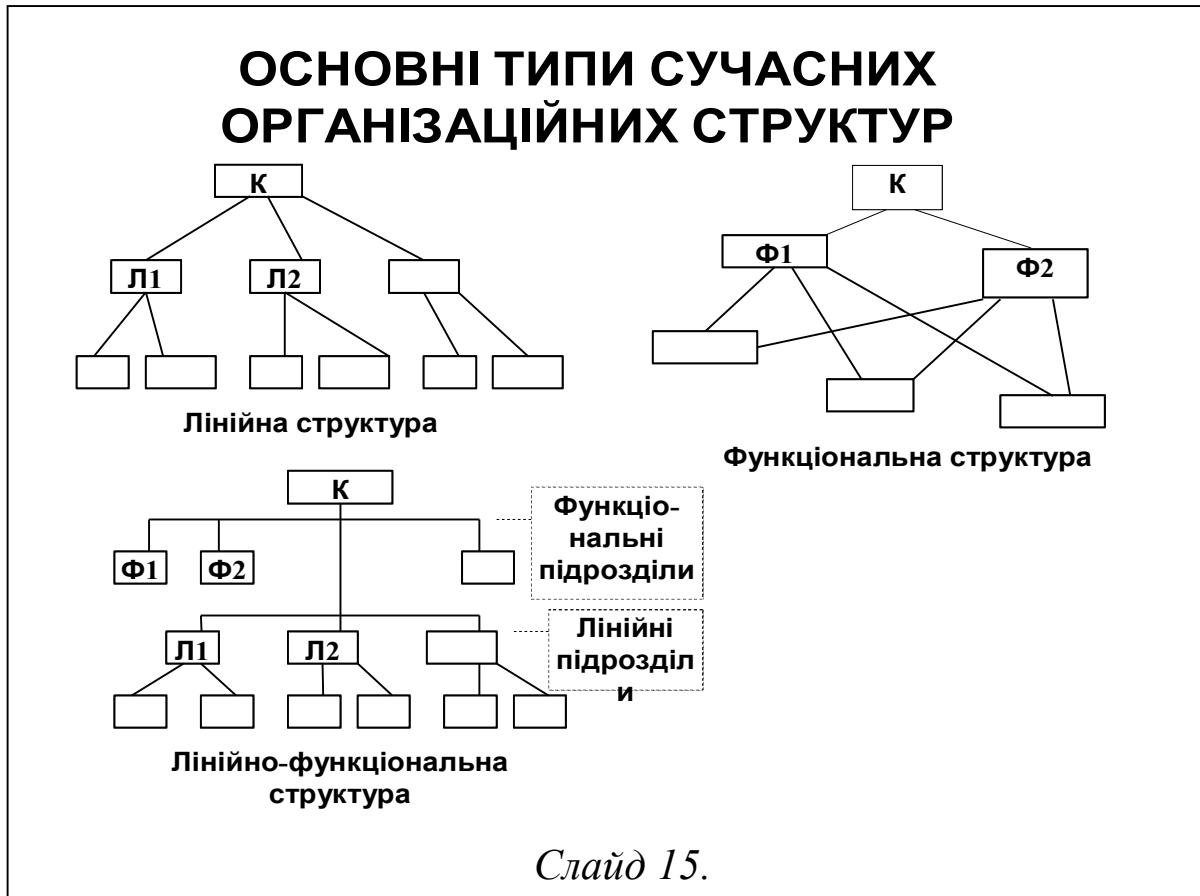 ОСНОВНІ ТИПИ СУЧАСНИХ
ОРГАНІЗАЦІЙНИХ СТРУКТУР
К
Л1
Л2
Лінійна структура
К
Ф1
Ф2
Функціональна структура
К
Ф1
Ф2
Функціо-
нальні
підрозділи
Л1
Л2
Лінійні
підрозділ
и
Лінійно-функціональна
структура
Слайд 15.